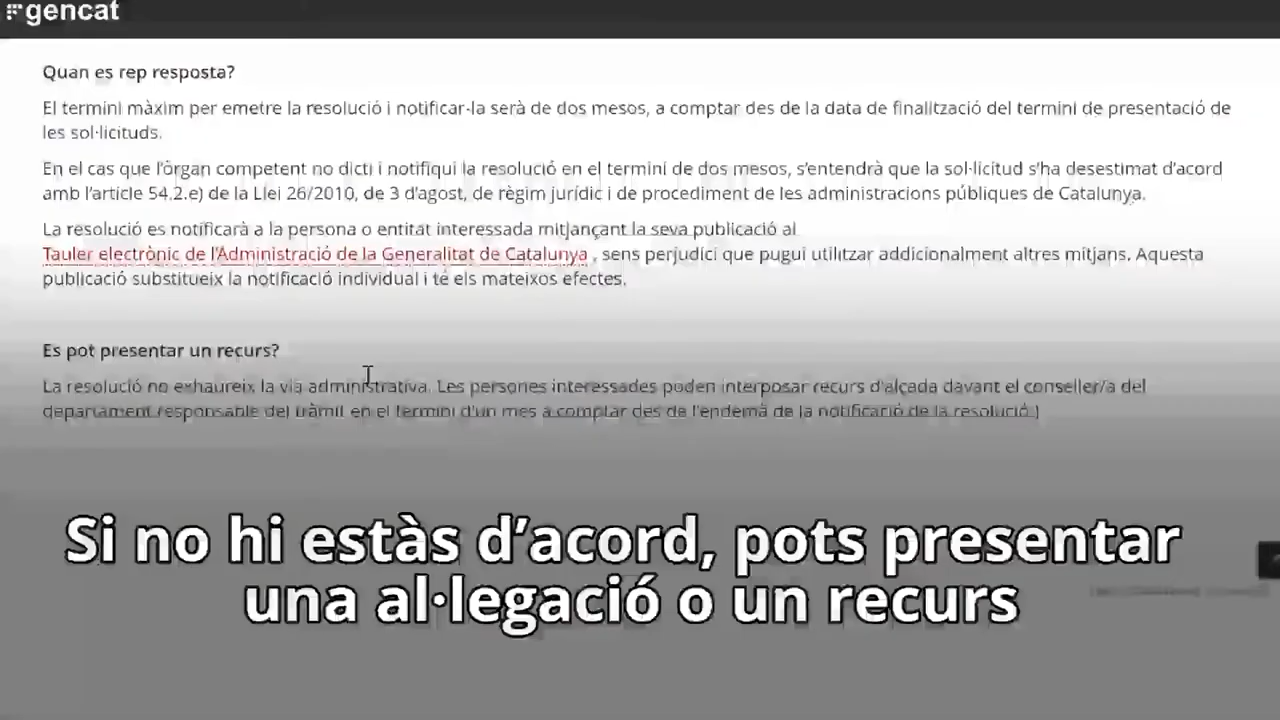 gencat
Quan es rep resposta?
El termini màxim per emetre la resolució i notificar-la serà de dos mesos, a comptar des de la data de finalització del termini de presentació de
les sol·licituds.
En el cas que l'òrgan competent no dicti i notifiqui la resolució en el termini de dos mesos, s'entendrà que la sol·licitud s'ha desestimat d'acord
amb l'article 54.2.e) de la Llei 26/2010, de 3 d'agost, de règim jurídic i de procediment de les administracions públiques de Catalunya.
La resolució es notificarà a la persona o entitat interessada mitjançant la seva publicació al
Tauler electrònic de l'Administració de la Generalitat de Catalunya , sens perjudici que pugui utilitzar addicionalment altres mitjans. Aquesta
publicació substitueix la notificació individual i té els mateixos efectes.
Es pot presentar un recurs?
La resolució no exhaureix la via administrativa. Les persones interessades poden interposar recurs d'alçada davant el conseller/a del
departament responsable del tràmit en el termini d'un mes a comptar des de l'endemà de la notificació de la resolució.)
Si no hi estàs d'acord, pots presentar
una al·legació o un recurs